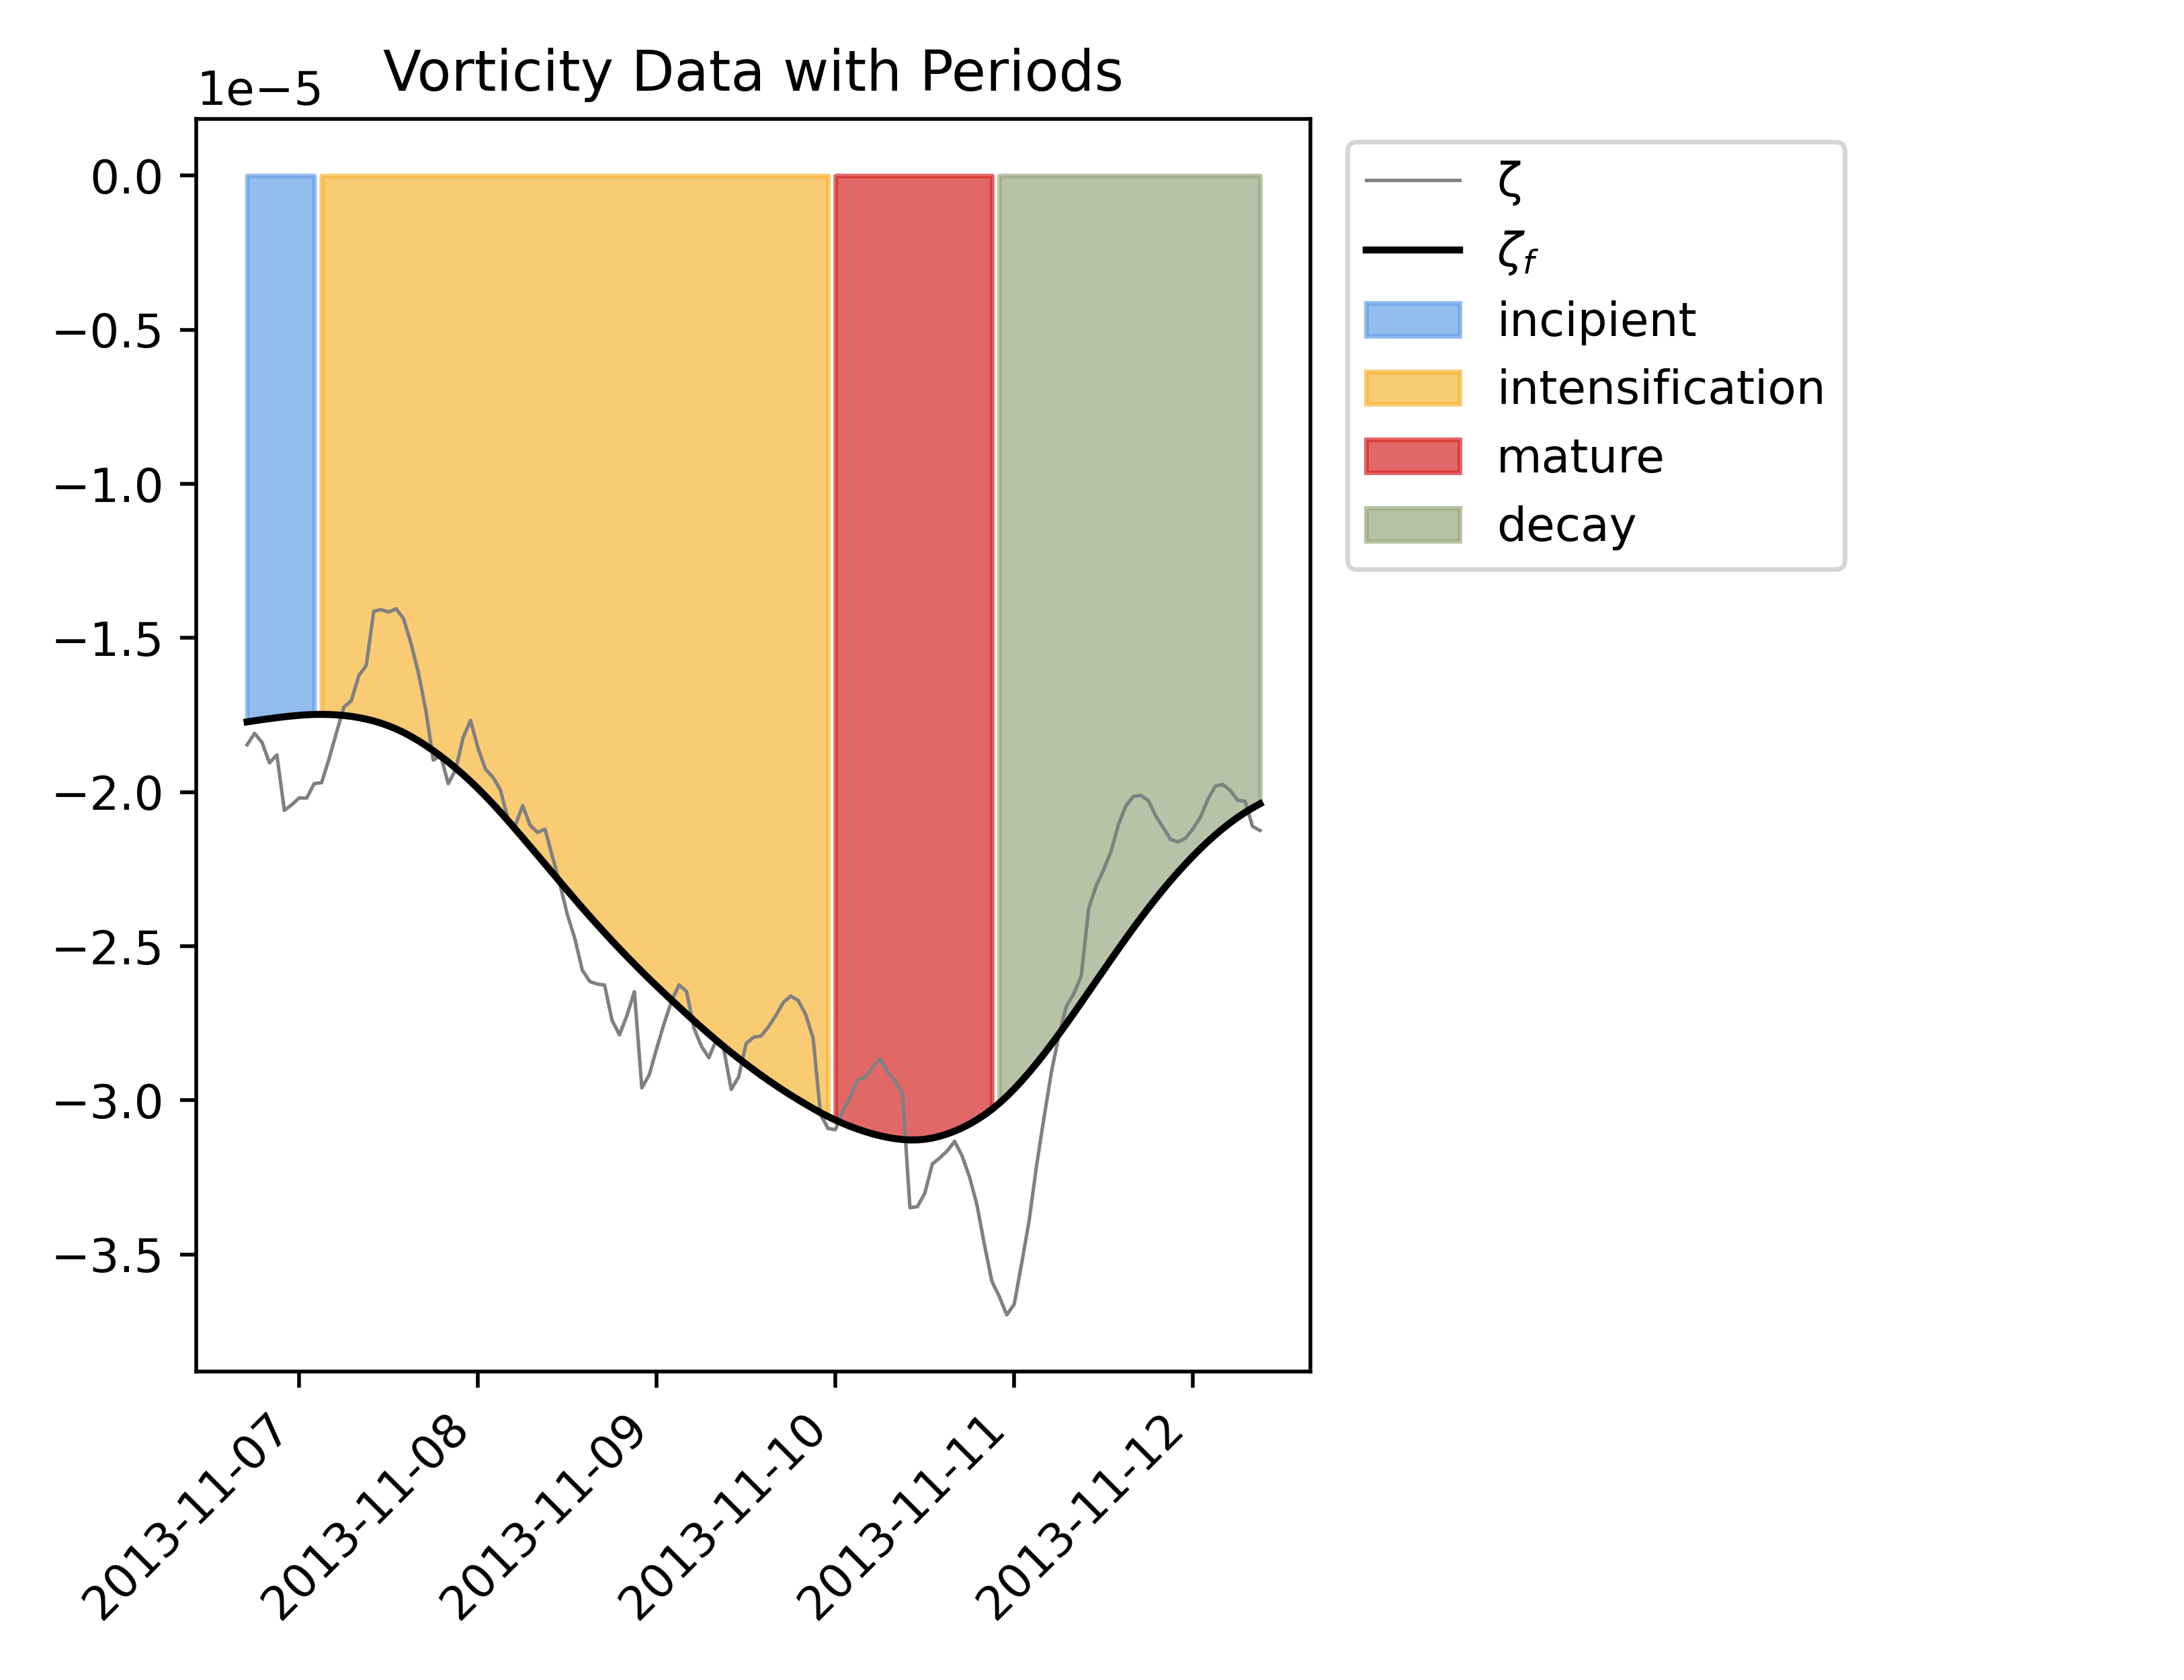 Vorticity Data with Periods
1e−5
0.0
−0.5
−1.0
−1.5
−2.0
−2.5
−3.0
−3.5
2013-11-07
2013-11-08
2013-11-09
2013-11-10
2013-11-11
2013-11-12
ζ
ζf
incipient
intensification
mature
decay